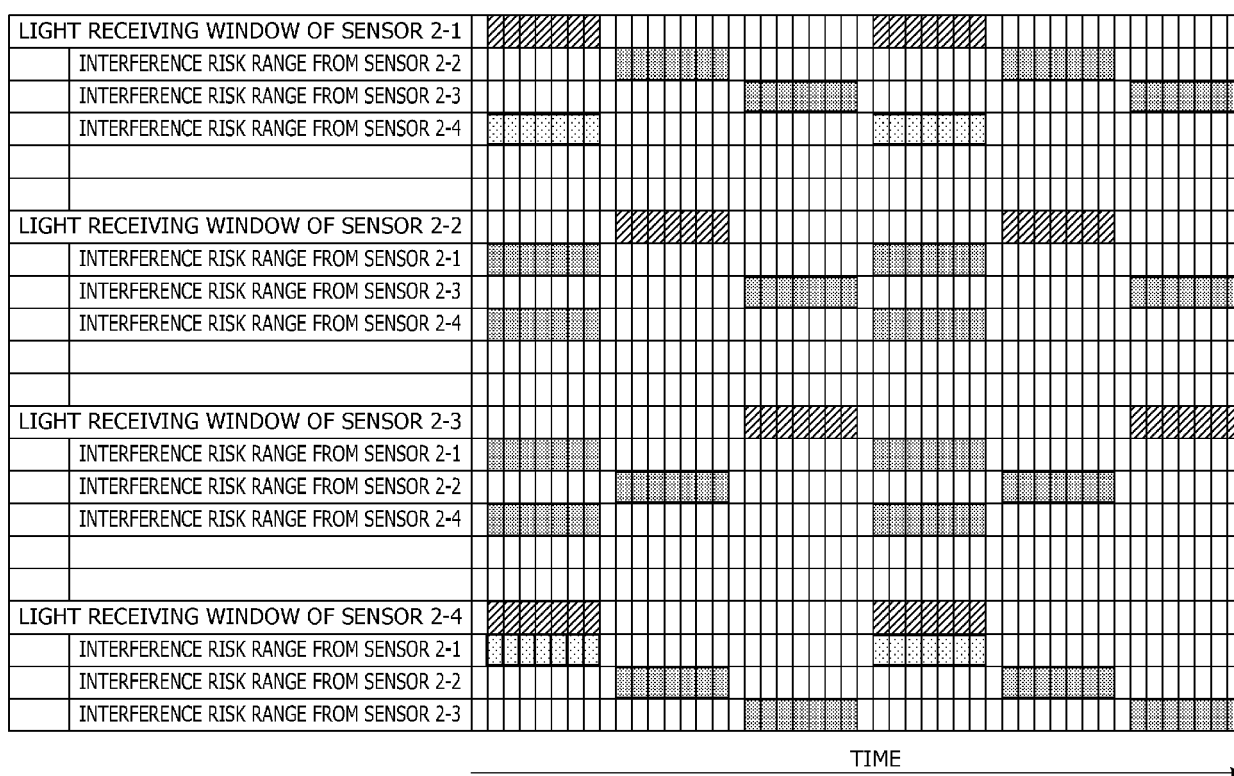 LIGHT RECEIVING WINDOW OF SENSOR 2-1
INTERFERENCE RISK RANGE FROM SENSOR 2-2
INTERFERENCE RISK RANGE FROM SENSOR 2-3
INTERFERENCE RISK RANGE FROM SENSOR 2-4
LIGHT RECEIVING WINDOW OF SENSOR 2-2
INTERFERENCE RISK RANGE FROM SENSOR 2-1
INTERFERENCE RISK RANGE FROM SENSOR 2-3
INTERFERENCE RISK RANGE FROM SENSOR 2-4
LIGHT RECEIVING WINDOW OF SENSOR 2-3
INTERFERENCE RISK RANGE FROM SENSOR 2-1
INTERFERENCE RISK RANGE FROM SENSOR 2-2
INTERFERENCE RISK RANGE FROM SENSOR 2-4
LIGHT RECEIVING WINDOW OF SENSOR 2-4
INTERFERENCE RISK RANGE FROM SENSOR 2-1
INTERFERENCE RISK RANGE FROM SENSOR 2-2
INTERFERENCE RISK RANGE FROM SENSOR 2-3
TIME